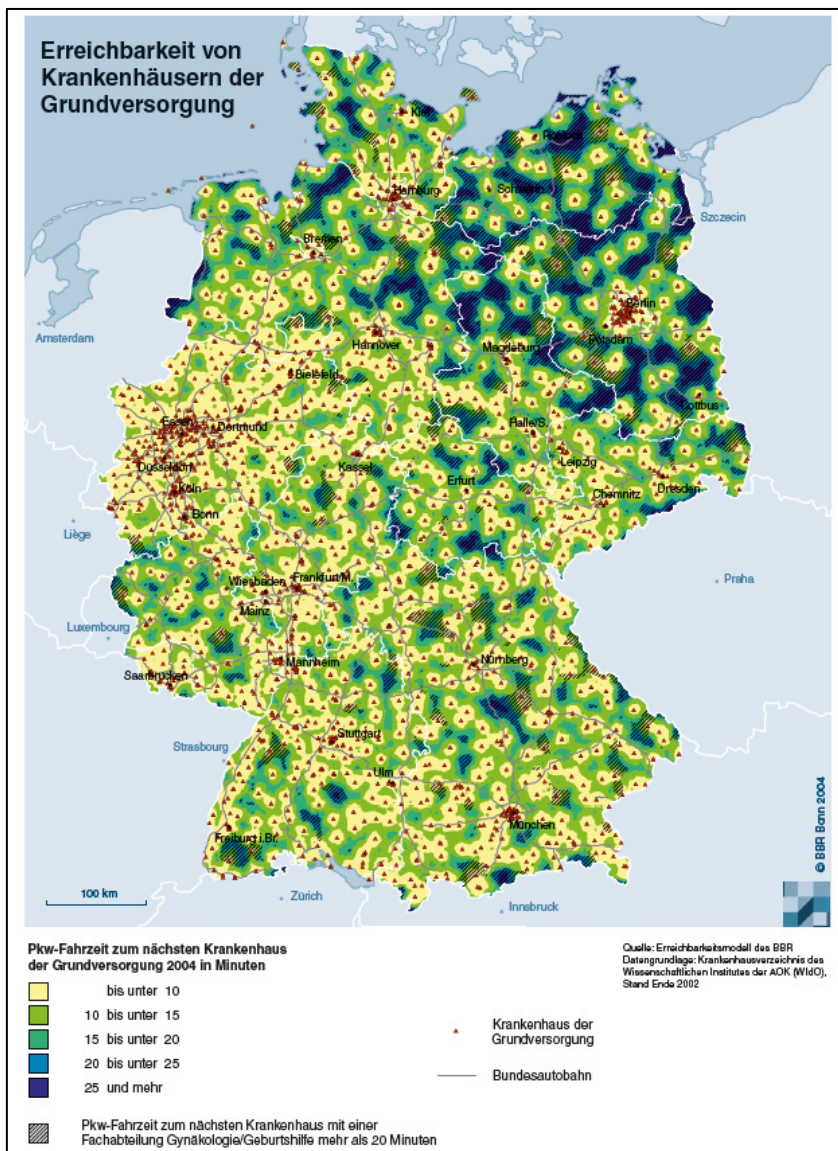 Erreichbarkeit von
Krankenhäusern der
Grundversorgung
Kiel
Rostock
Hamburg
Schwerin
Szczecin
Bremen
Berlin
Amsterdam
Hannover
Potsdam
Magdeburg
Bielefeld
Cottbus
Essen
Dortmund
Halle/S.
Düsseldorf
Kassel
Leipzig
Köln
Erfurt
Dresden
Chemnitz
Bonn
Liège
Wiesbaden
Frankfurt/M.
Praha
Mainz
Luxembourg
Mannheim
Nürnberg
Saarbrücken
Stuttgart
Strasbourg
Ulm
München
Freiburg i.Br.
100 km
Zürich
Innsbruck
© BBR Bonn 2004
Pkw-Fahrzeit zum nächsten Krankenhaus
der Grundversorgung 2004 in Minuten
bis unter 10
10 bis unter 15
15 bis unter 20
20 bis unter 25
25 und mehr
Pkw-Fahrzeit zum nächsten Krankenhaus mit einer
Fachabteilung Gynäkologie/Geburtshilfe mehr als 20 Minuten
Krankenhaus der
Grundversorgung
Bundesautobahn
Quelle: Erreichbarkeitsmodell des BBR
Datengrundlage: Krankenhausverzeichnis des
Wissenschaftlichen Institutes der AOK (WIdO),
Stand Ende 2002